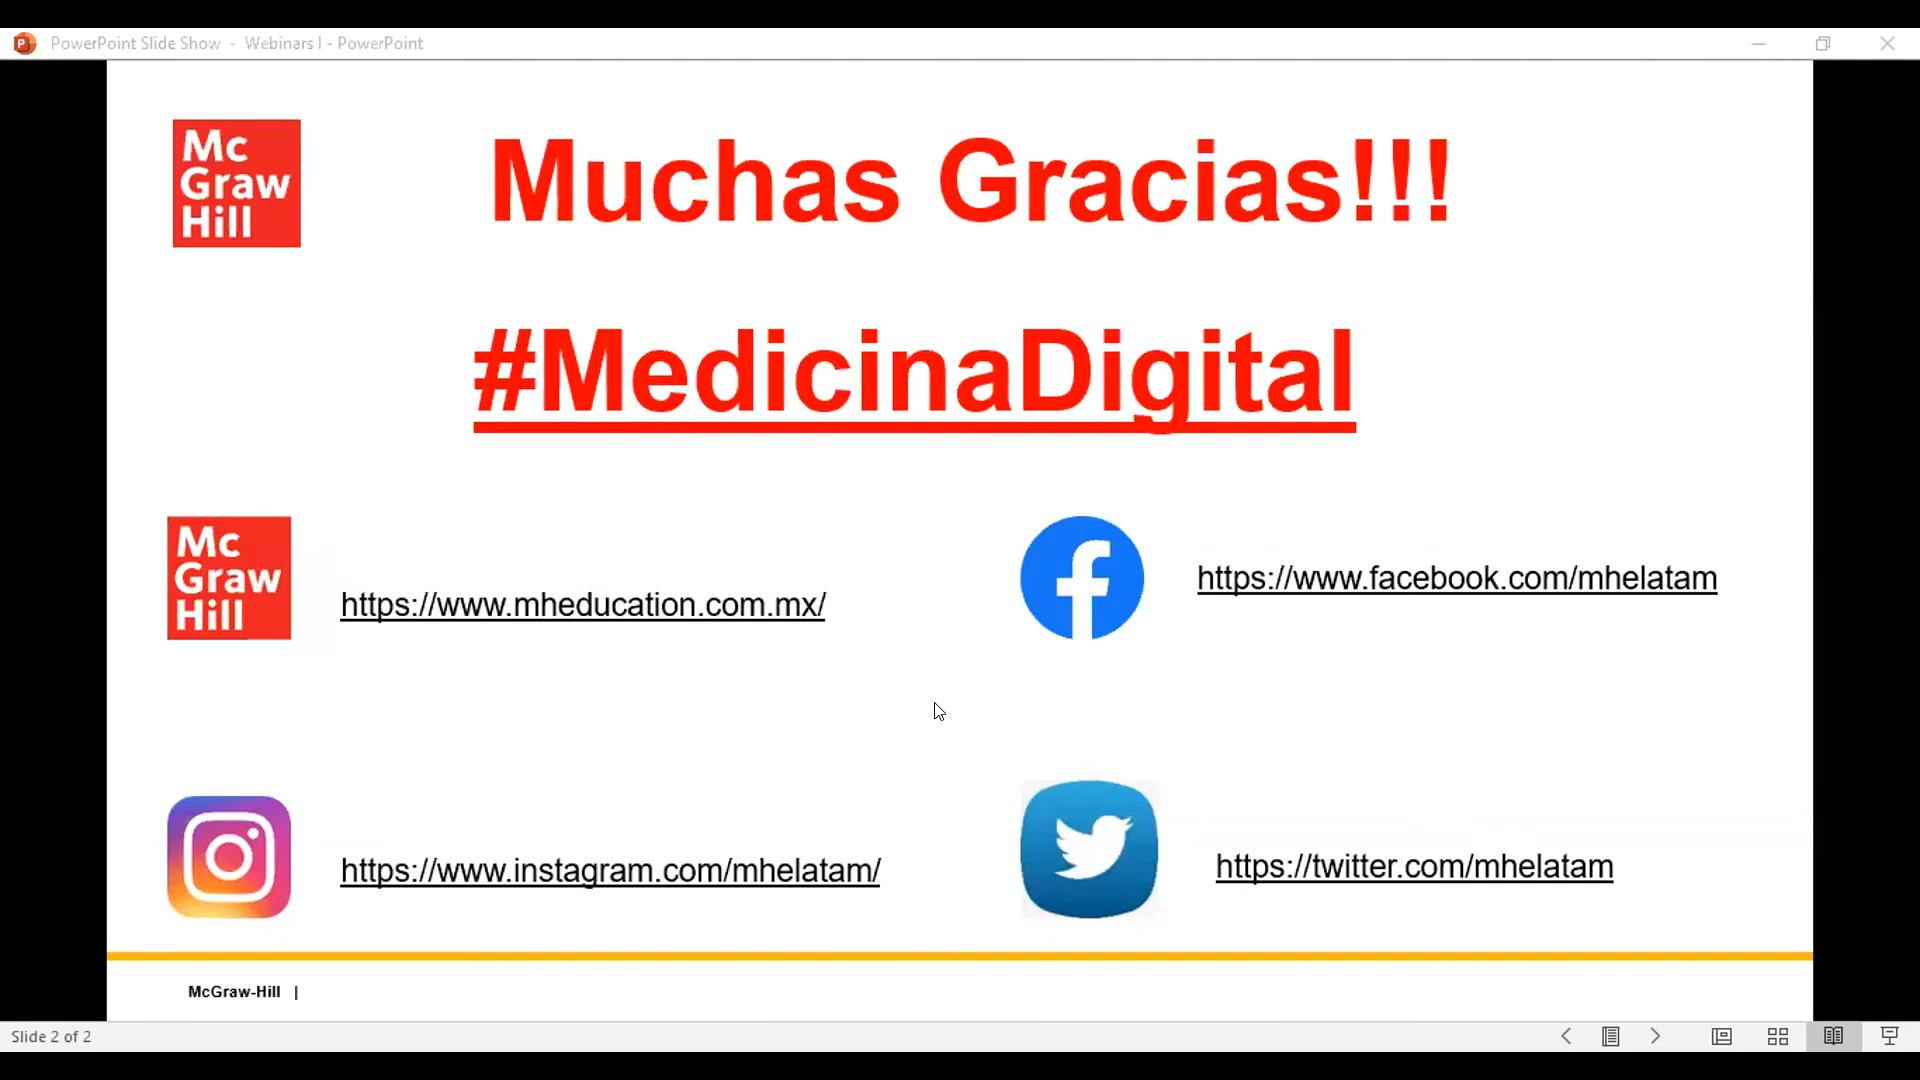 PowerPoint Slide Show - Webinars I - PowerPoint
Mc
Graw
Hill
Muchas Gracias!!!
#MedicinaDigital
Mc
Graw
Hill
https://www.mheducation.com.mx/
https://www.facebook.com/mhelatam
https://www.instagram.com/mhelatam/
https://twitter.com/mhelatam
McGraw-Hill |
Slide 2 of 2